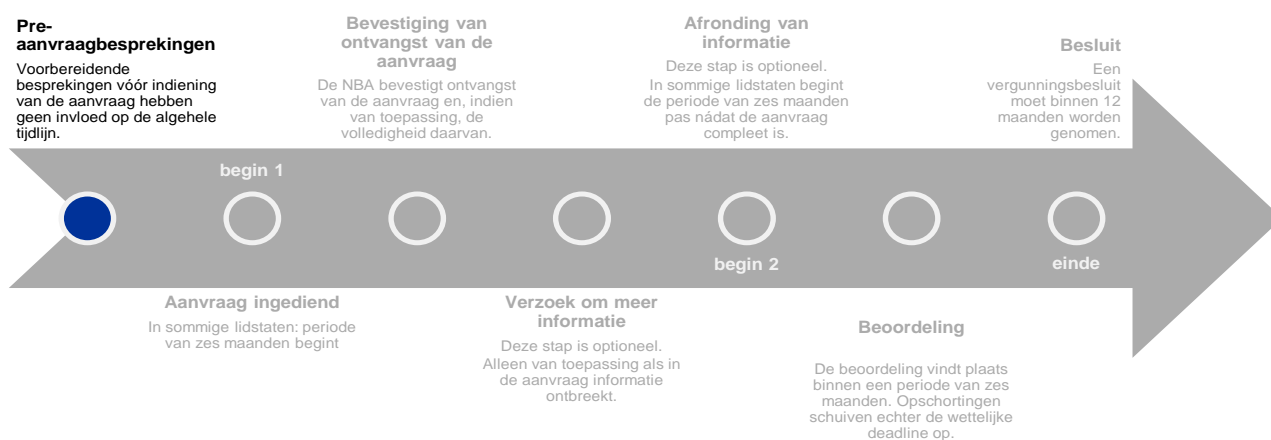 Pre-
aanvraagbesprekingen
Voorbereidende
besprekingen vóór indiening
van de aanvraag hebben
geen invloed op de algehele
tijdlijn.
Bevestiging van
ontvangst van de
aanvraag
De NBA bevestigt ontvangst
van de aanvraag en, indien
van toepassing, de
volledigheid daarvan.
Afronding van
informatie
Deze stap is optioneel.
In sommige lidstaten begint
de periode van zes maanden
pas nádat de aanvraag
compleet is.
Besluit
Een
vergunningsbesluit
moet binnen 12
maanden worden
genomen.
begin 1
begin 2
einde
Aanvraag ingediend
In sommige lidstaten: periode
van zes maanden begint
Verzoek om meer
informatie
Deze stap is optioneel.
Alleen van toepassing als in
de aanvraag informatie
ontbreekt.
Beoordeling
De beoordeling vindt plaats
binnen een periode van zes
maanden. Opschortingen
schuiven echter de wettelijke
deadline op.